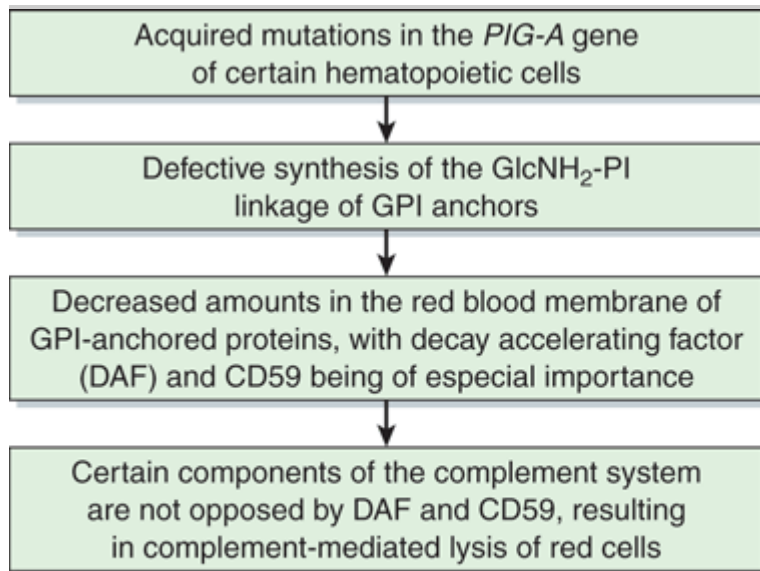 Acquired mutations in the PIG-A gene
of certain hematopoietic cells
Defective synthesis of the GlcNH₂-PI
linkage of GPI anchors
Decreased amounts in the red blood membrane of
GPI-anchored proteins, with decay accelerating factor
(DAF) and CD59 being of especial importance
Certain components of the complement system
are not opposed by DAF and CD59, resulting
in complement-mediated lysis of red cells